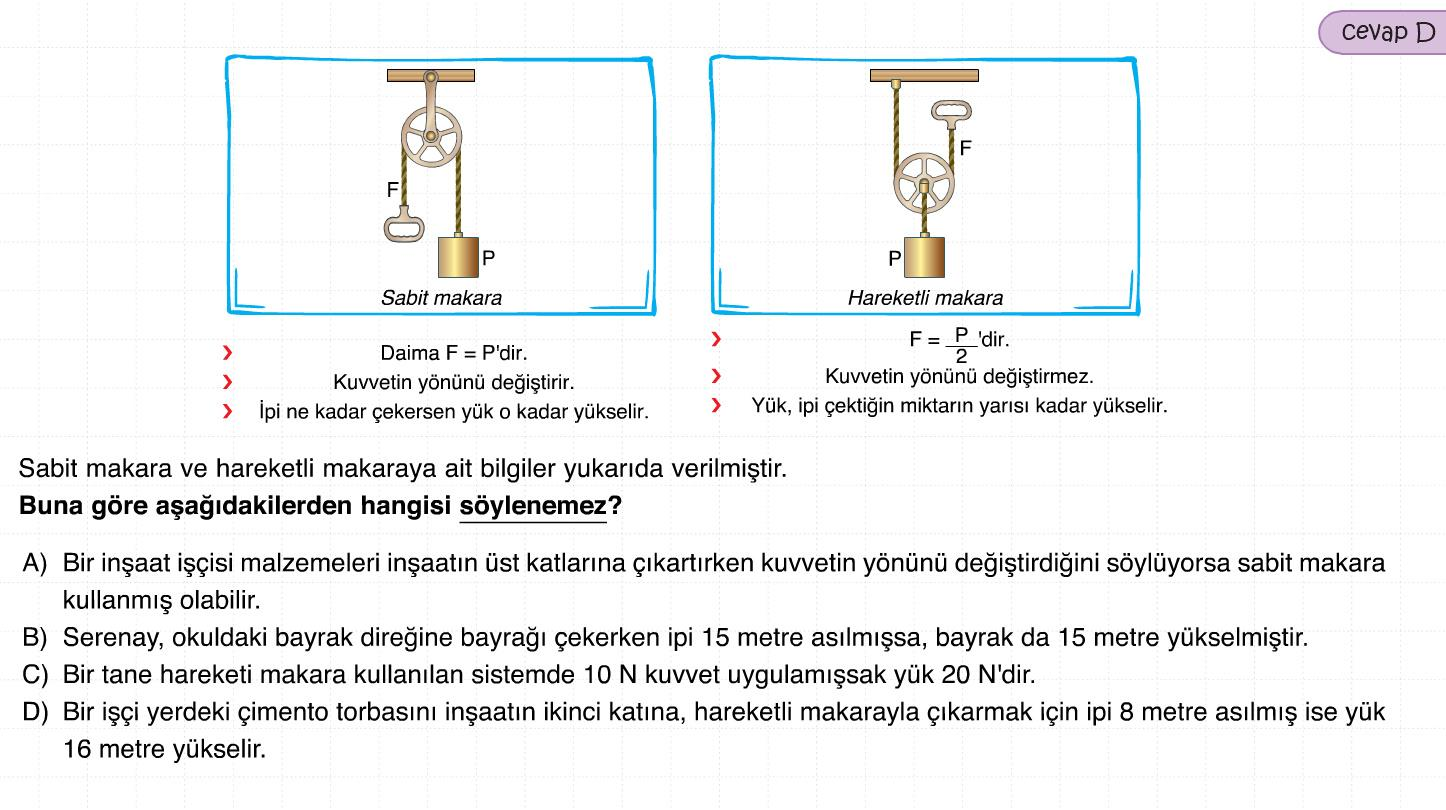 cevap D
F
P
Sabit makara
F
P
Hareketli makara
› Daima F = P'dir.
› Kuvvetin yönünü değiştirir.
› İpi ne kadar çekersen yük o kadar yükselir.
› F = P/2 'dir.
› Kuvvetin yönünü değiştirmez.
› Yük, ipi çektiğin miktarın yarısı kadar yükselir.
Sabit makara ve hareketli makaraya ait bilgiler yukarıda verilmiştir.
Buna göre aşağıdakilerden hangisi söylenemez?
A) Bir inşaat işçisi malzemeleri inşaatın üst katlarına çıkartırken kuvvetin yönünü değiştirdiğini söylüyorsa sabit makara
kullanmış olabilir.
B) Serenay, okuldaki bayrak direğine bayrağı çekerken ipi 15 metre asılmışsa, bayrak da 15 metre yükselmiştir.
C) Bir tane hareketi makara kullanılan sistemde 10 N kuvvet uygulamışsak yük 20 N'dir.
D) Bir işçi yerdeki çimento torbasını inşaatın ikinci katına, hareketli makarayla çıkarmak için ipi 8 metre asılmış ise yük
16 metre yükselir.